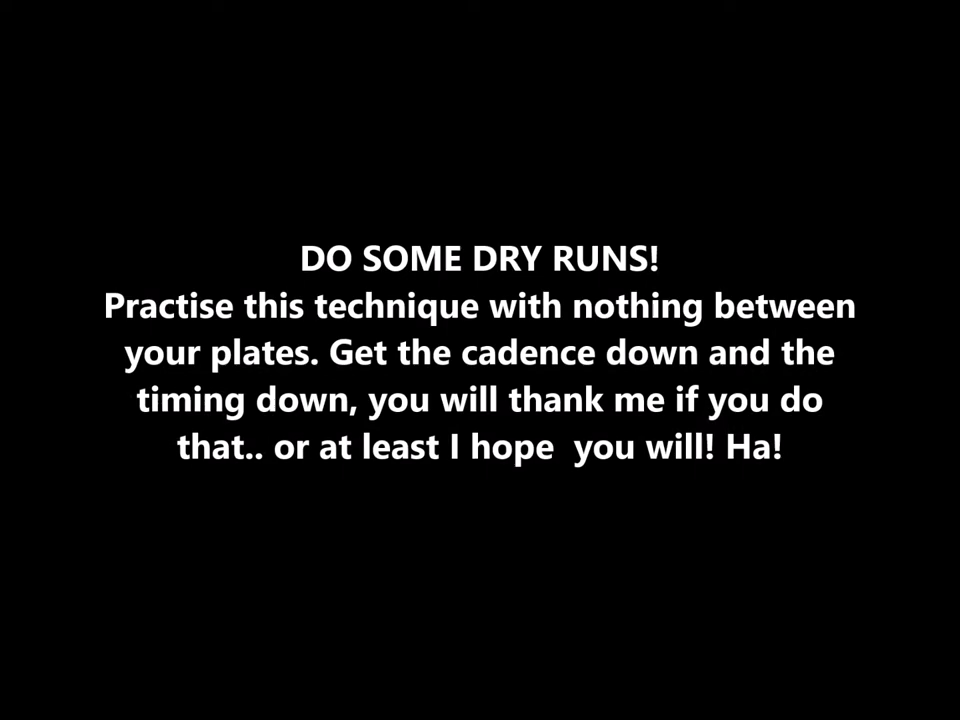 DO SOME DRY RUNS!
Practise this technique with nothing between
your plates. Get the cadence down and the
timing down, you will thank me if you do
that.. or at least I hope  you will! Ha!